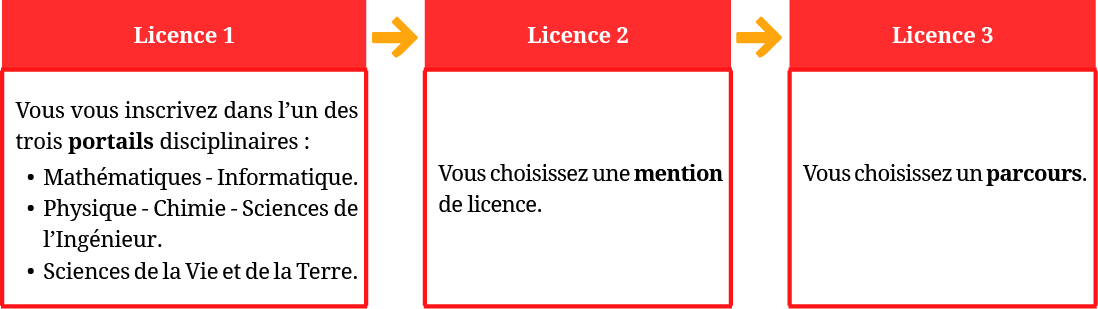 Licence 1
Vous vous inscrivez dans l’un des
trois portails disciplinaires :
• Mathématiques - Informatique.
• Physique - Chimie - Sciences de
l’Ingénieur.
• Sciences de la Vie et de la Terre.
Licence 2
Vous choisissez une mention
de licence.
Licence 3
Vous choisissez un parcours.